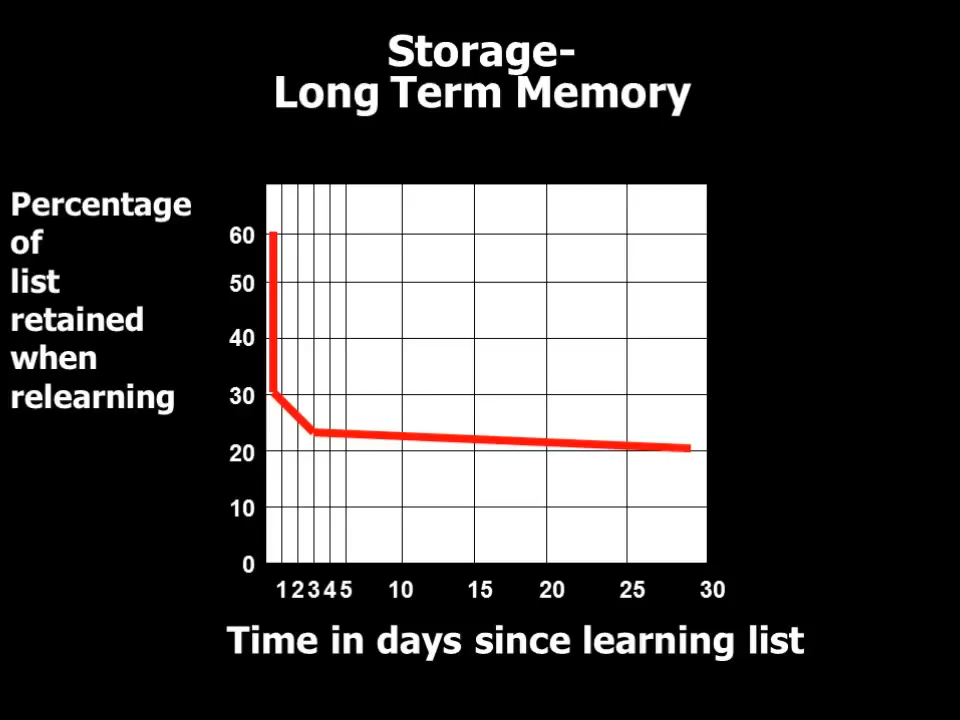 Storage-
Long Term Memory
Percentage
of
list
retained
when
relearning
60
50
40
30
20
10
0
1 2 3 4 5 10 15 20 25 30
Time in days since learning list